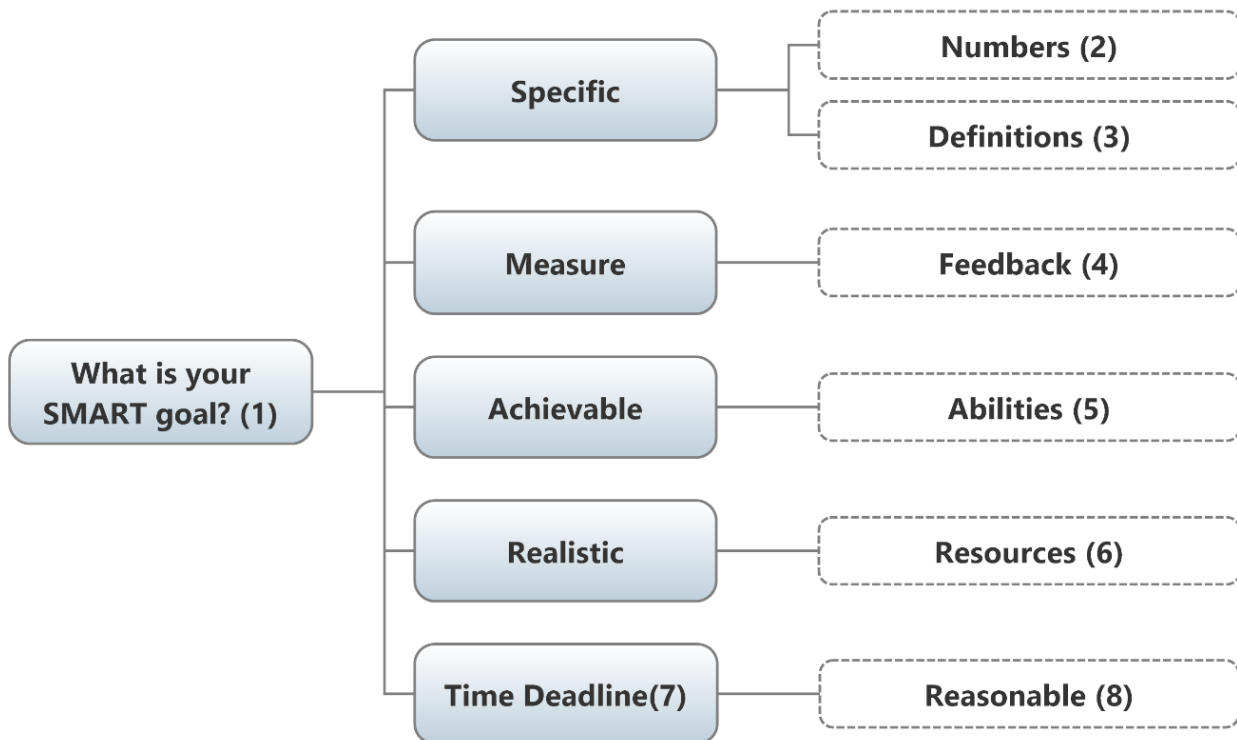 Specific
Numbers (2)
Definitions (3)
Measure
Feedback (4)
What is your
SMART goal? (1)
Achievable
Abilities (5)
Realistic
Resources (6)
Time Deadline(7)
Reasonable (8)